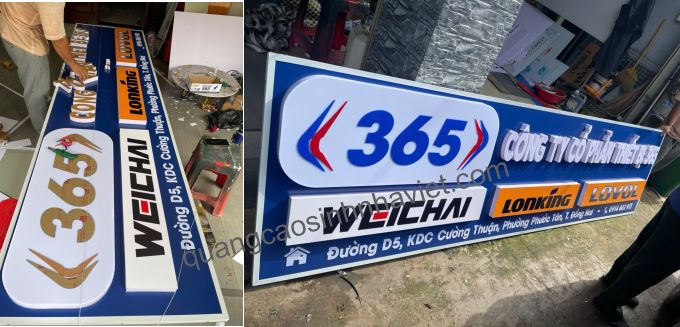 365
WEICHAI
LONKING
LOVOL
Đường D5, KDC Cường Thuận, Phường Phước Tân, T. Đồng Nai
365
CÔNG TY CỔ PHẦN THIẾT BỊ 365
WEICHAI
LONKING
LOVOL
Đường D5, KDC Cường Thuận, Phường Phước Tân, T. Đồng Nai
quangcaosinhnhaviet.com